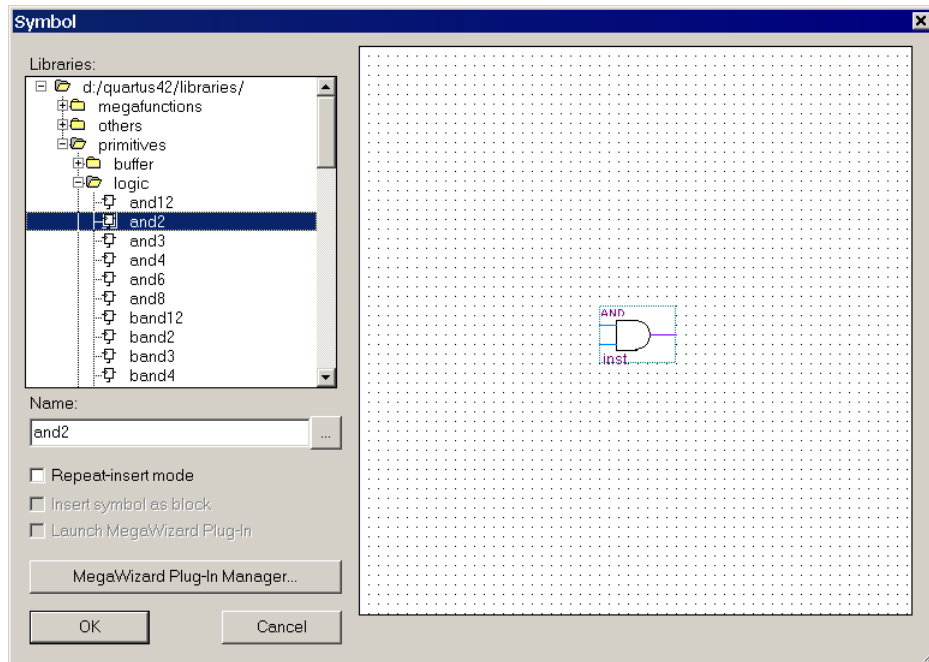 Symbol
Libraries:
d:/quartus42/libraries/
megafunctions
others
primitives
buffer
logic
and12
and2
and3
and4
and6
and8
band12
band2
band3
band4
Name:
and2
...
Repeat-insert mode
Insert symbol as block
Launch MegaWizard Plug-In
MegaWizard Plug-In Manager...
OK
Cancel
AND
inst